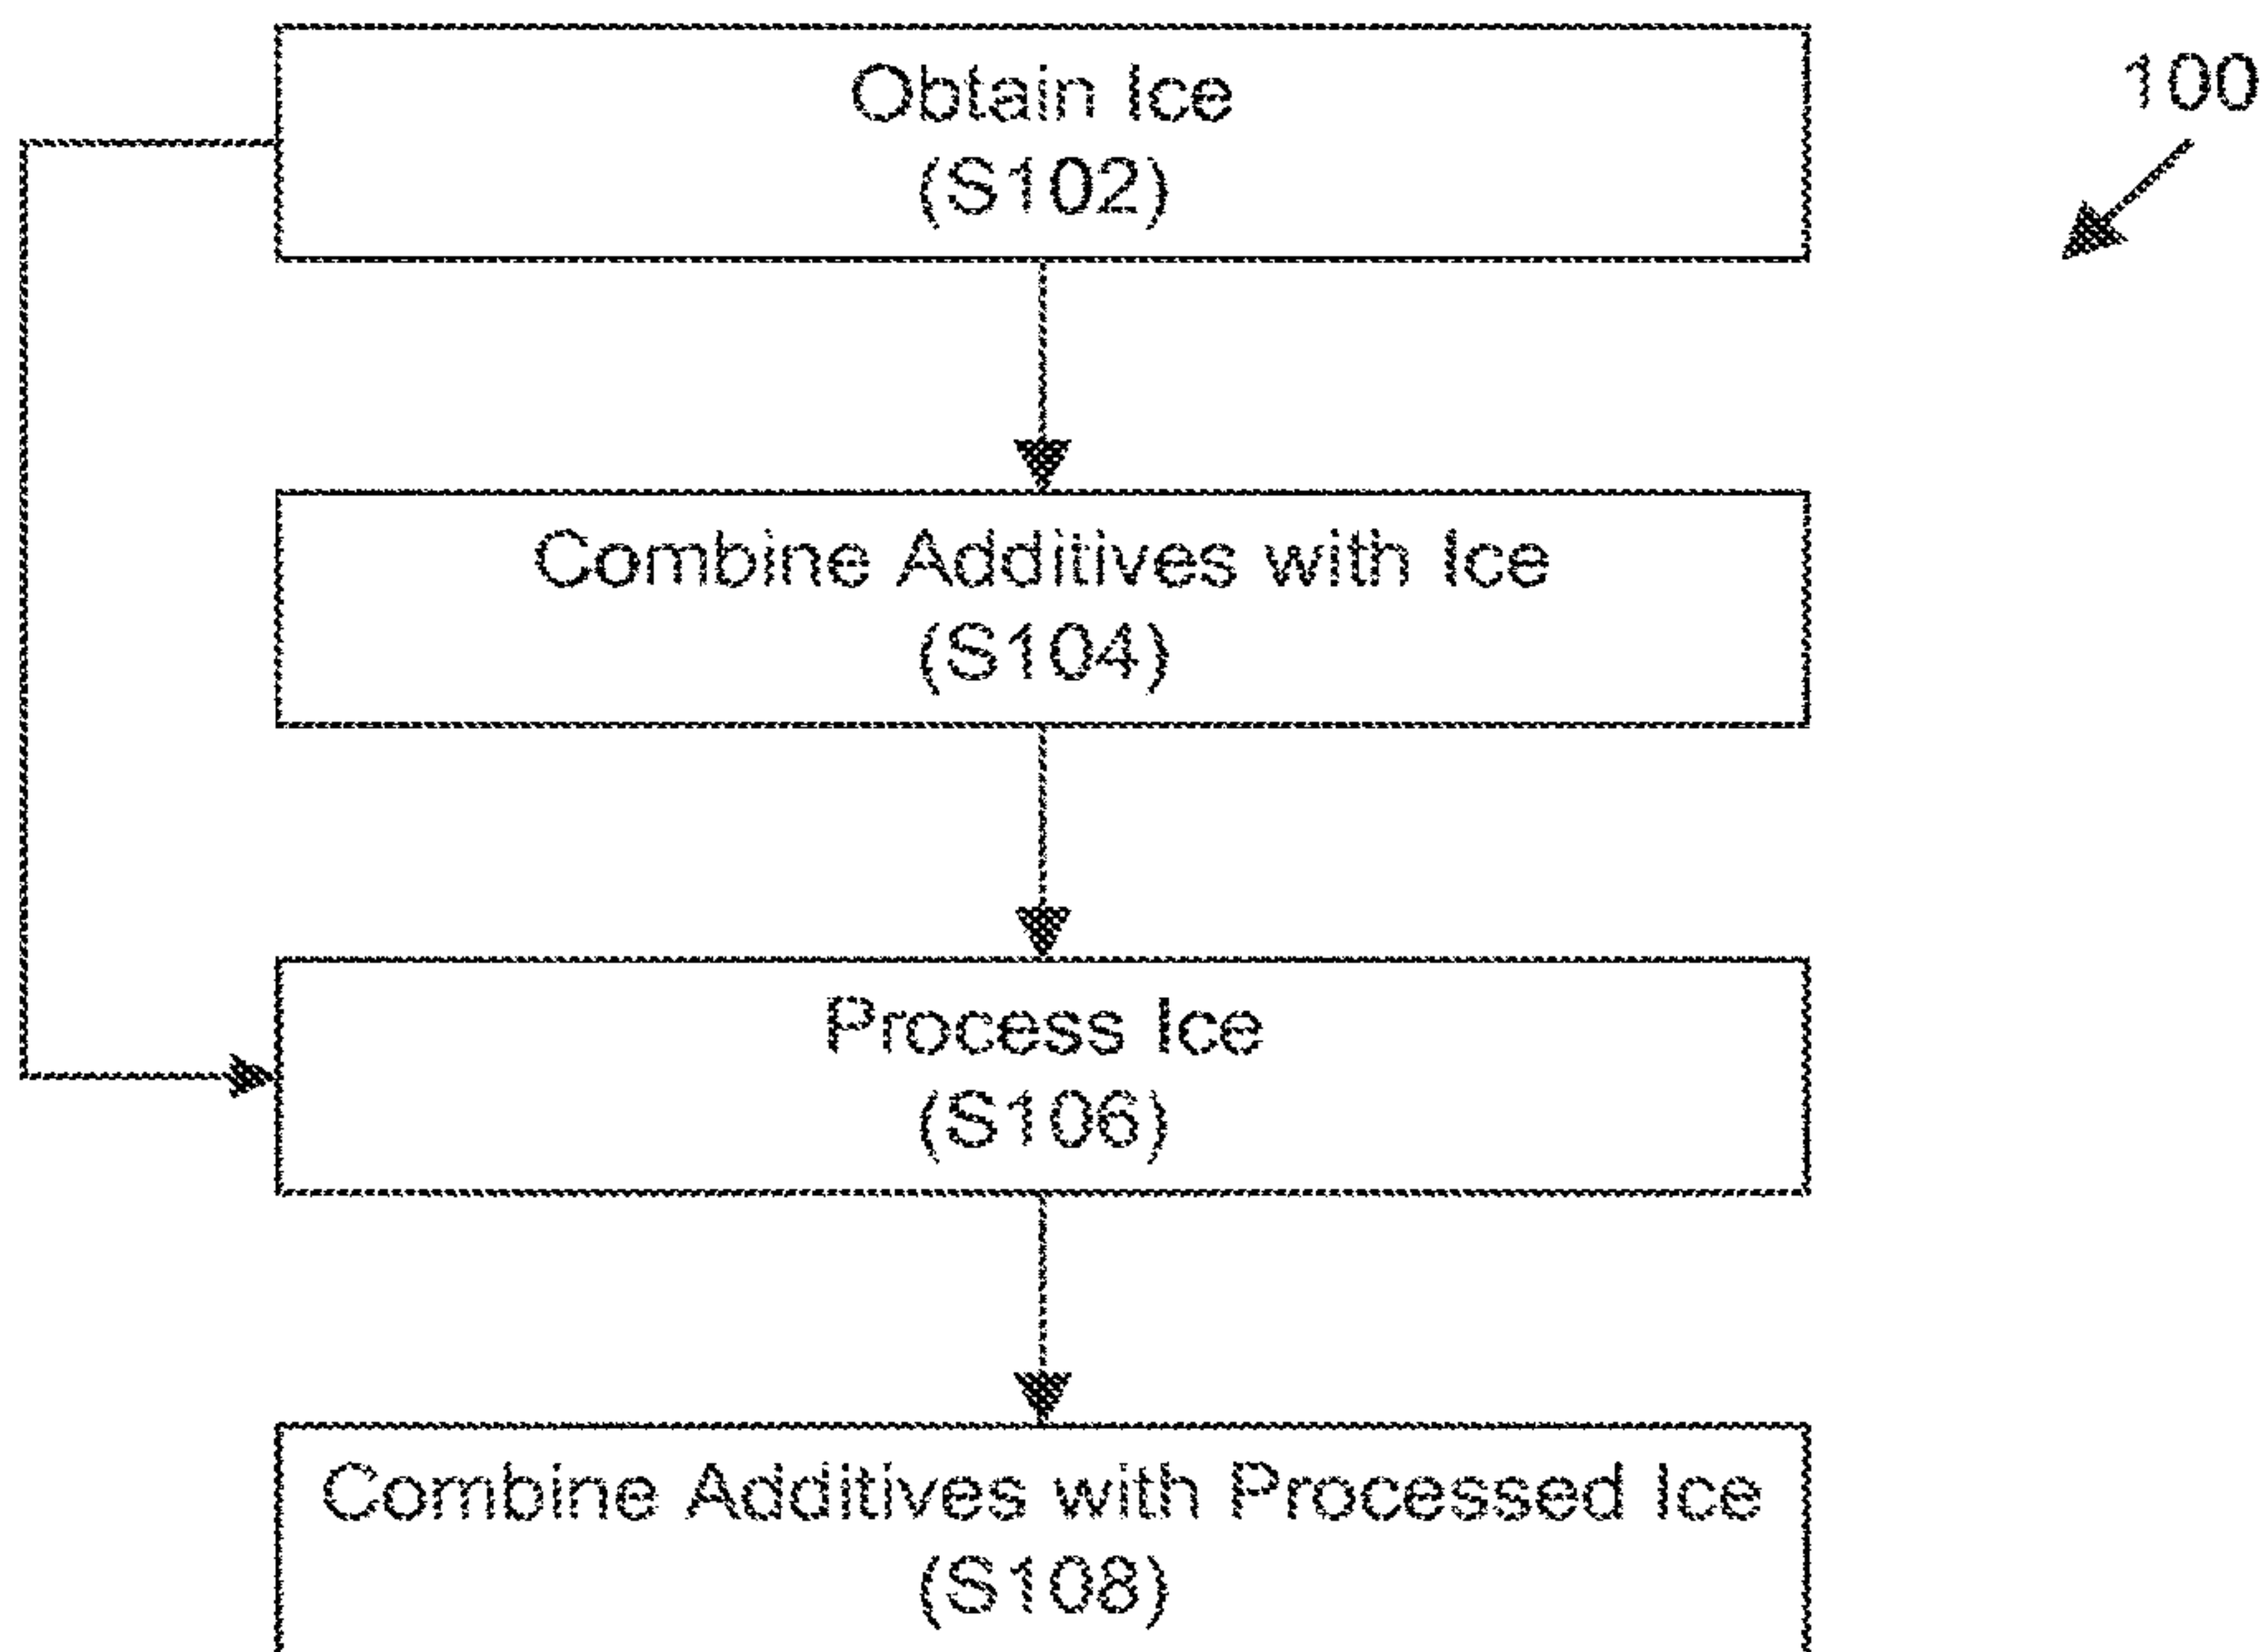 Obtain Ice
(S102)
100
Combine Additives with Ice
(S104)
Process Ice
(S106)
Combine Additives with Processed Ice
(S108)